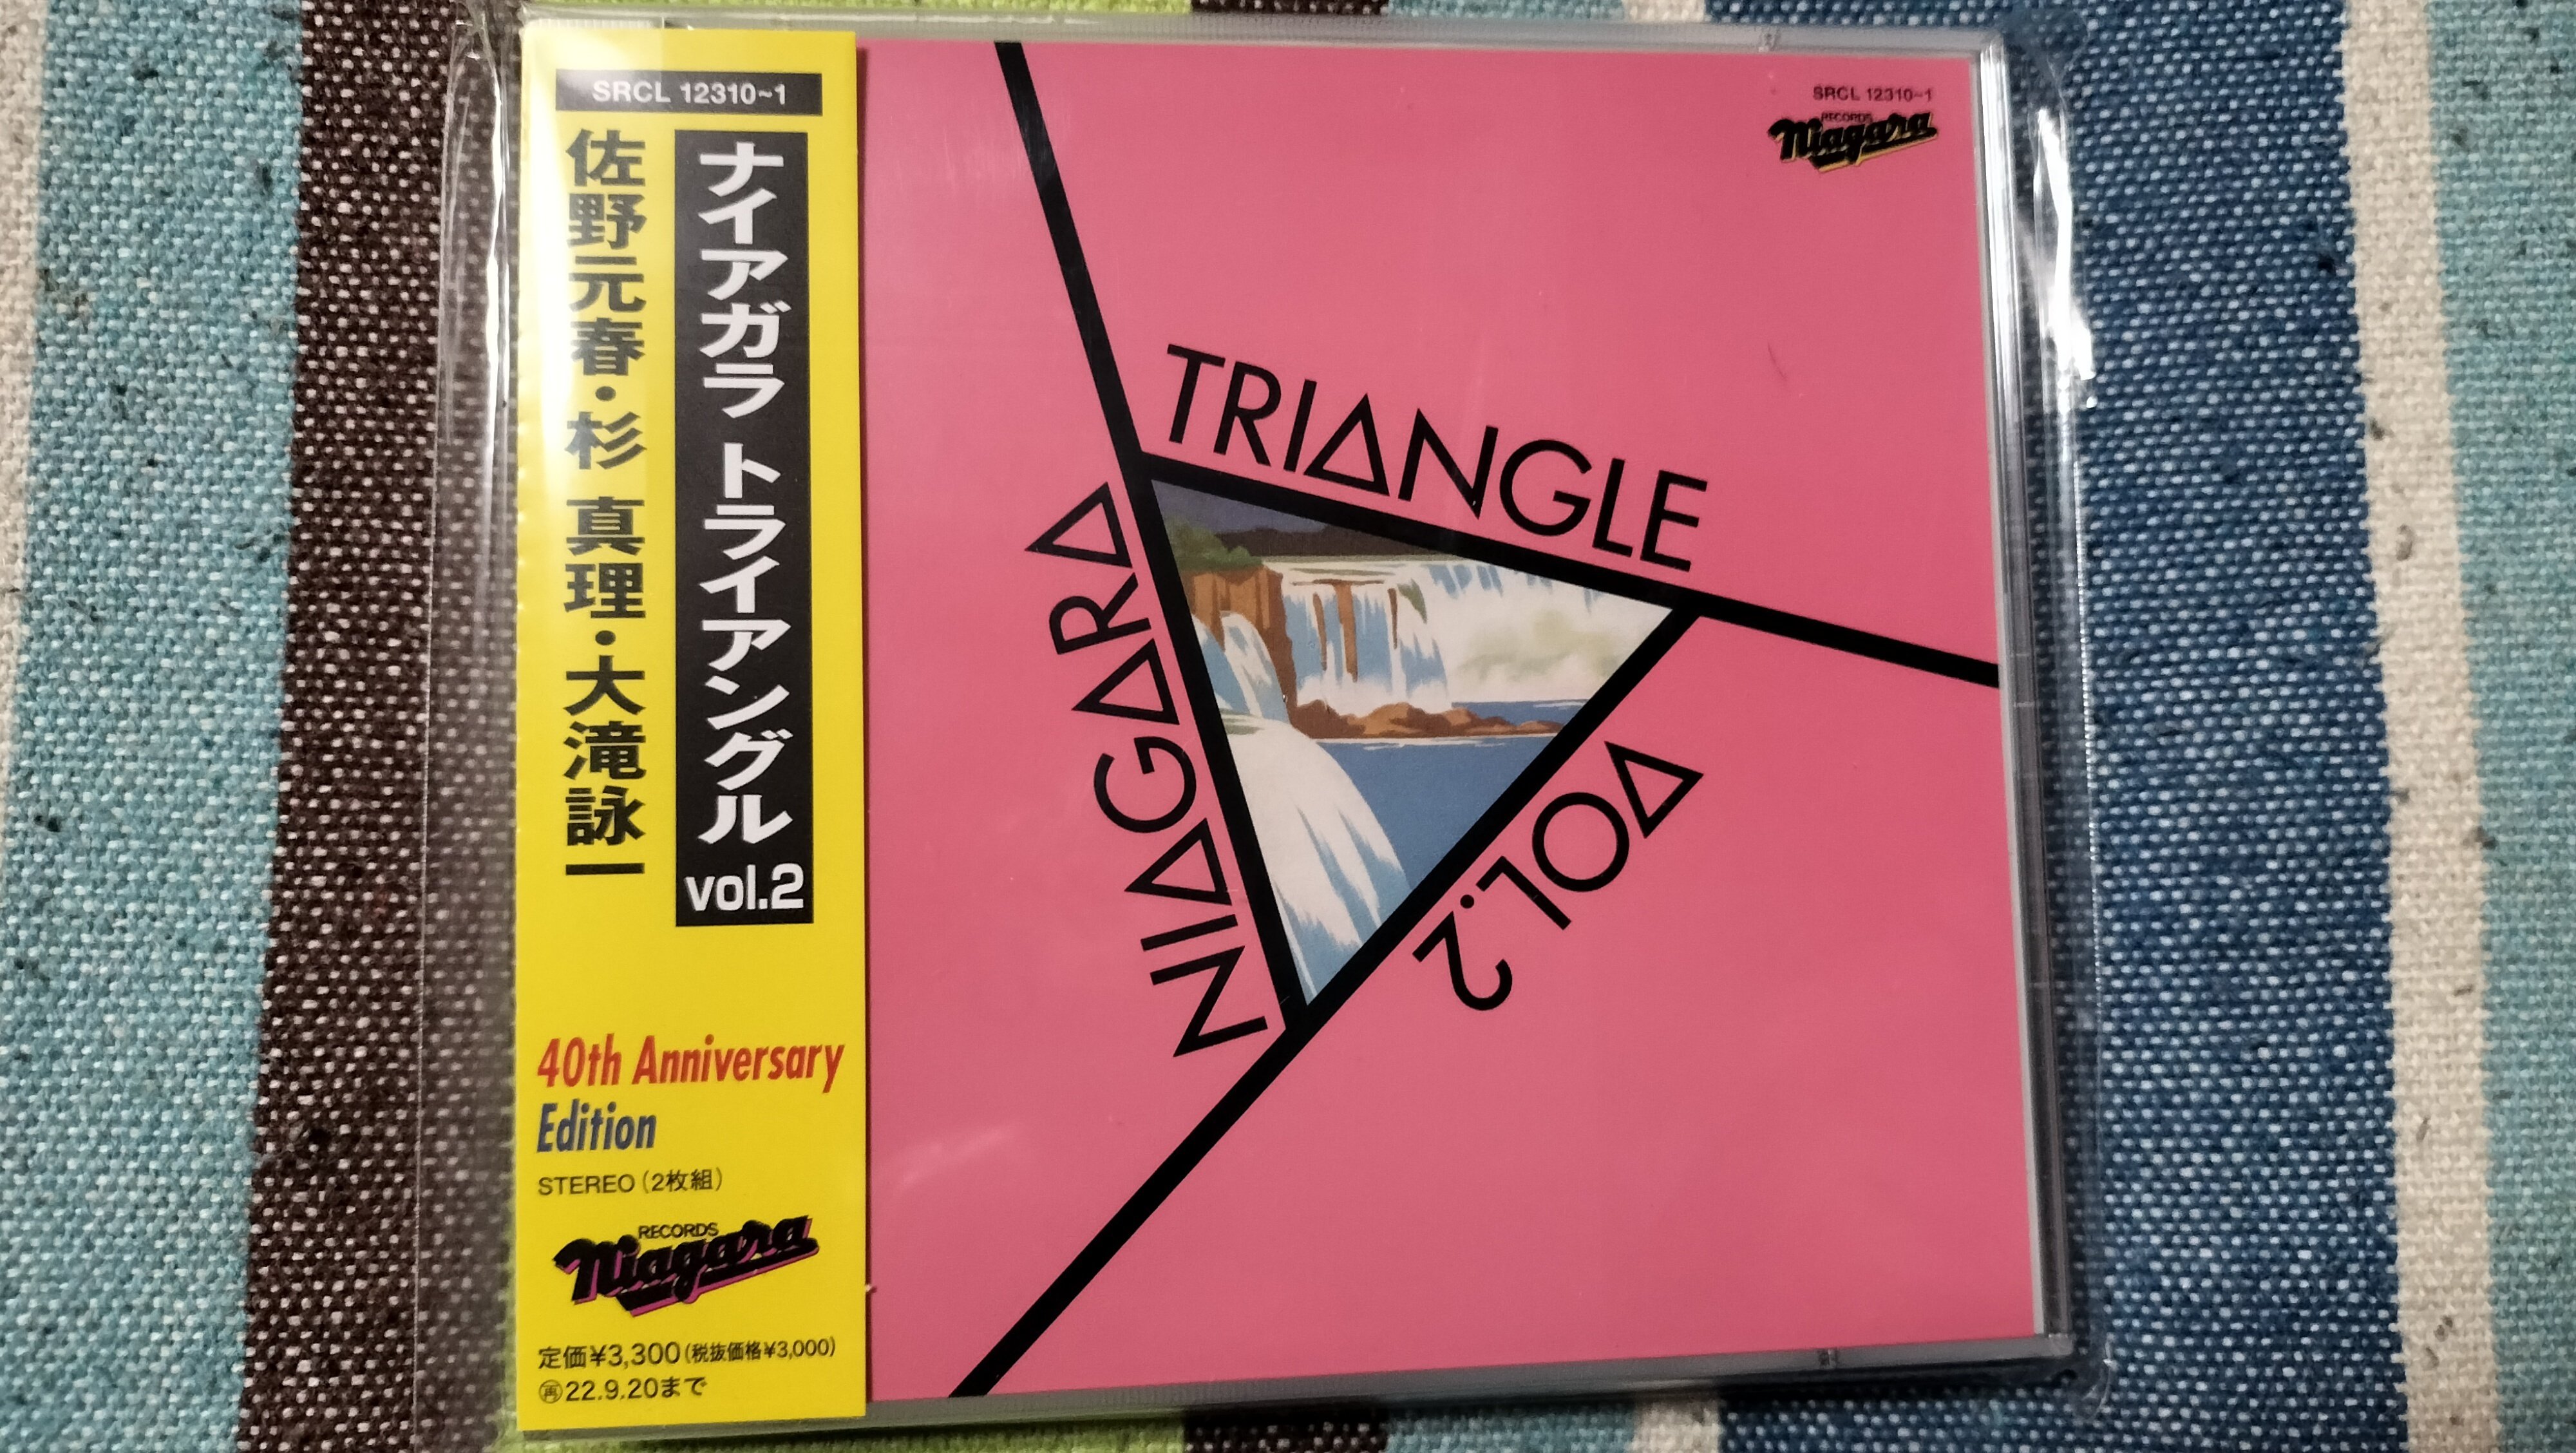 SRCL 12310~1
ナイアガラ トライアングル vol.2
佐野元春・杉 真理・大滝詠一
40th Anniversary
Edition
STEREO（2枚組）
RECORDS
Niagara
定価¥3,300(税抜価格¥3,000)
㊢22.9.20まで
SRCL 12310~1
RECORDS
Niagara
NIAGARA
TRIANGLE
VOL.2